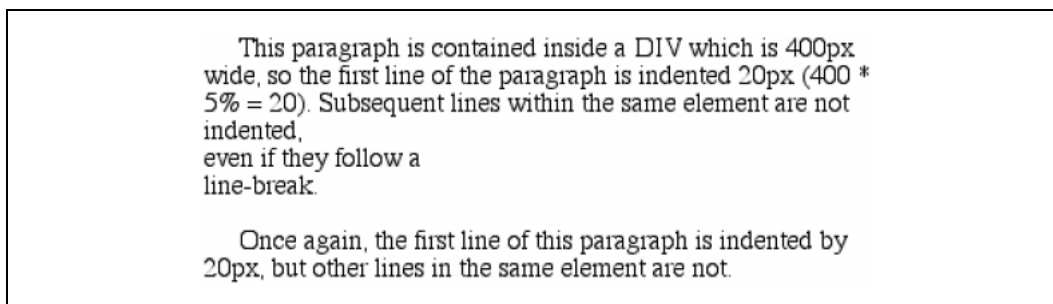 This paragraph is contained inside a DIV which is 400px
wide, so the first line of the paragraph is indented 20px (400 *
5% = 20). Subsequent lines within the same element are not
indented,
even if they follow a
line-break.
Once again, the first line of this paragraph is indented by
20px, but other lines in the same element are not.